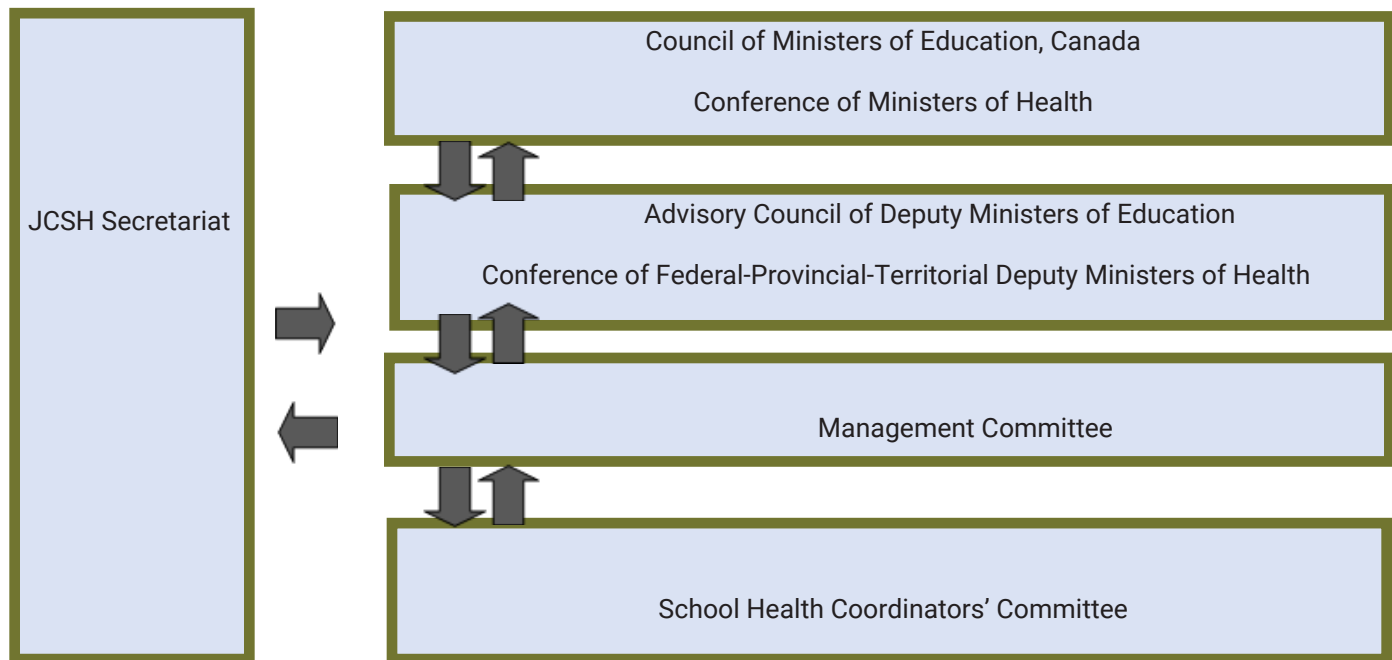 JCSH Secretariat
Council of Ministers of Education, Canada
Conference of Ministers of Health
Advisory Council of Deputy Ministers of Education
Conference of Federal-Provincial-Territorial Deputy Ministers of Health
Management Committee
School Health Coordinators’ Committee